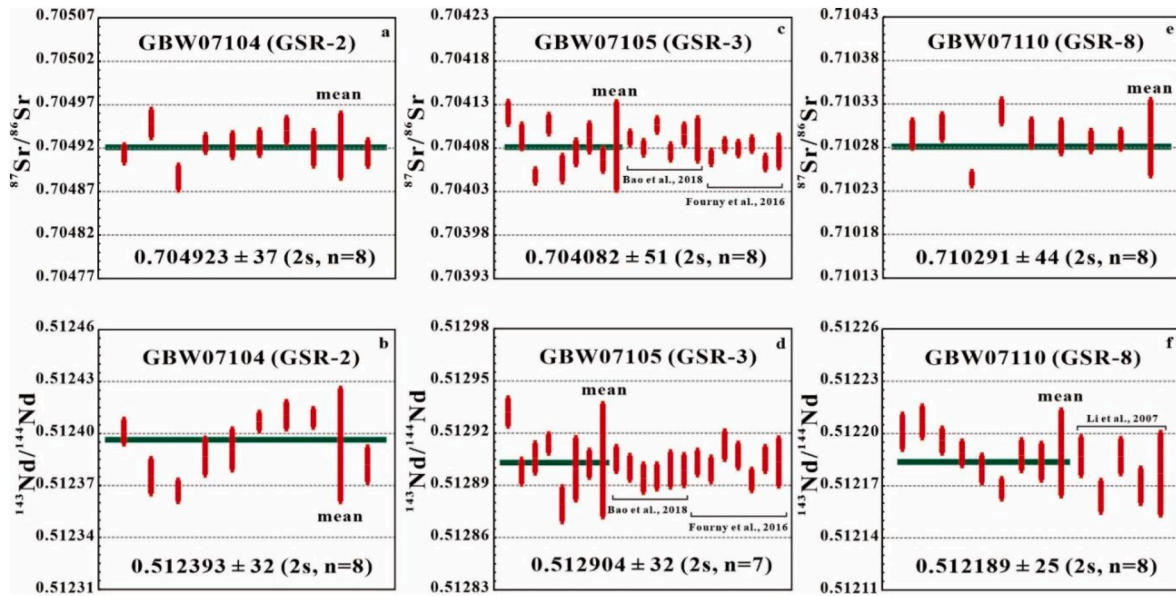 a
GBW07104 (GSR-2)
mean
0.704923 ± 37 (2s, n=8)
87Sr/86Sr
0.70507
0.70502
0.70497
0.70492
0.70487
0.70482
0.70477
c
GBW07105 (GSR-3)
mean
Bao et al., 2018
Fourny et al., 2016
0.704082 ± 51 (2s, n=8)
87Sr/86Sr
0.70423
0.70418
0.70413
0.70408
0.70403
0.70398
0.70393
e
GBW07110 (GSR-8)
mean
0.710291 ± 44 (2s, n=8)
87Sr/86Sr
0.71043
0.71038
0.71033
0.71028
0.71023
0.71018
0.71013
b
GBW07104 (GSR-2)
mean
0.512393 ± 32 (2s, n=8)
143Nd/144Nd
0.51246
0.51243
0.51240
0.51237
0.51234
0.51231
d
GBW07105 (GSR-3)
mean
Bao et al., 2018
Fourny et al., 2016
0.512904 ± 32 (2s, n=7)
143Nd/144Nd
0.51298
0.51295
0.51292
0.51289
0.51286
0.51283
f
GBW07110 (GSR-8)
mean
Li et al., 2007
0.512189 ± 25 (2s, n=8)
143Nd/144Nd
0.51226
0.51223
0.51220
0.51217
0.51214
0.51211